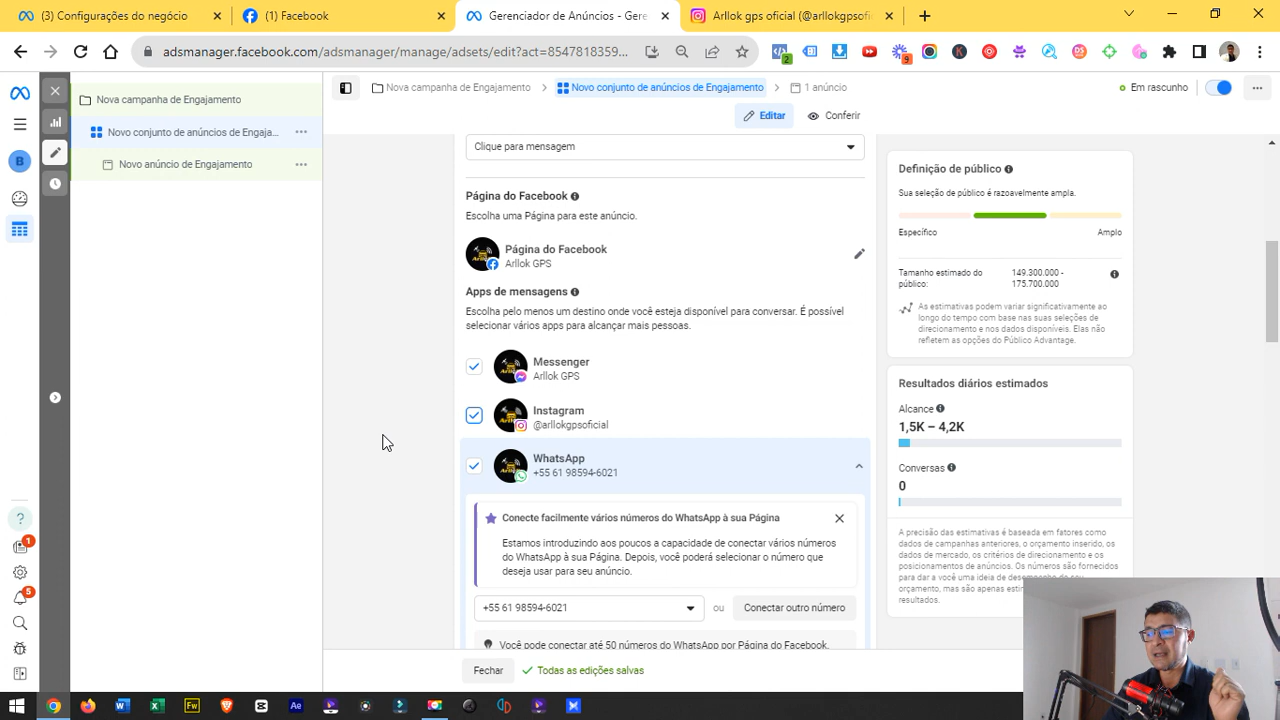 (3) Configurações do negócio
(1) Facebook
Gerenciador de Anúncios - Gere
Arllok gps oficial (@arllokgpsof
adsmanager.facebook.com/adsmanager/manage/adsets/edit?act=8547818359...
2
9
Nova campanha de Engajamento
Novo conjunto de anúncios de Engaja...
Novo anúncio de Engajamento
B
1
5
Nova campanha de Engajamento
Novo conjunto de anúncios de Engajamento
1 anúncio
Em rascunho
Editar
Conferir
Clique para mensagem
Página do Facebook
Escolha uma Página para este anúncio.
Página do Facebook
Arllok GPS
Apps de mensagens
Escolha pelo menos um destino onde você esteja disponível para conversar. É possível
selecionar vários apps para alcançar mais pessoas.
Messenger
Arllok GPS
Instagram
@arllokgpsoficial
WhatsApp
+55 61 98594-6021
Conecte facilmente vários números do WhatsApp à sua Página
Estamos introduzindo aos poucos a capacidade de conectar vários números
do WhatsApp à sua Página. Depois, você poderá selecionar o número que
deseja usar para seu anúncio.
+55 61 98594-6021
ou
Conectar outro número
Você pode conectar até 50 números do WhatsApp por Página do Facebook.
Fechar
Todas as edições salvas
Definição de público
Sua seleção de público é razoavelmente ampla.
Específico
Amplo
Tamanho estimado do
público:
149.300.000 -
175.700.000
As estimativas podem variar significativamente ao
longo do tempo com base nas suas seleções de
direcionamento e nos dados disponíveis. Elas não
refletem as opções do Público Advantage.
Resultados diários estimados
Alcance
1,5K – 4,2K
Conversas
0
A precisão das estimativas é baseada em fatores como
dados de campanhas anteriores, o orçamento inserido, os
dados de mercado, os critérios de direcionamento e os
posicionamentos de anúncios. Os números são fornecidos
para dar a você uma ideia de
orçamento, mas são apenas
resultados.